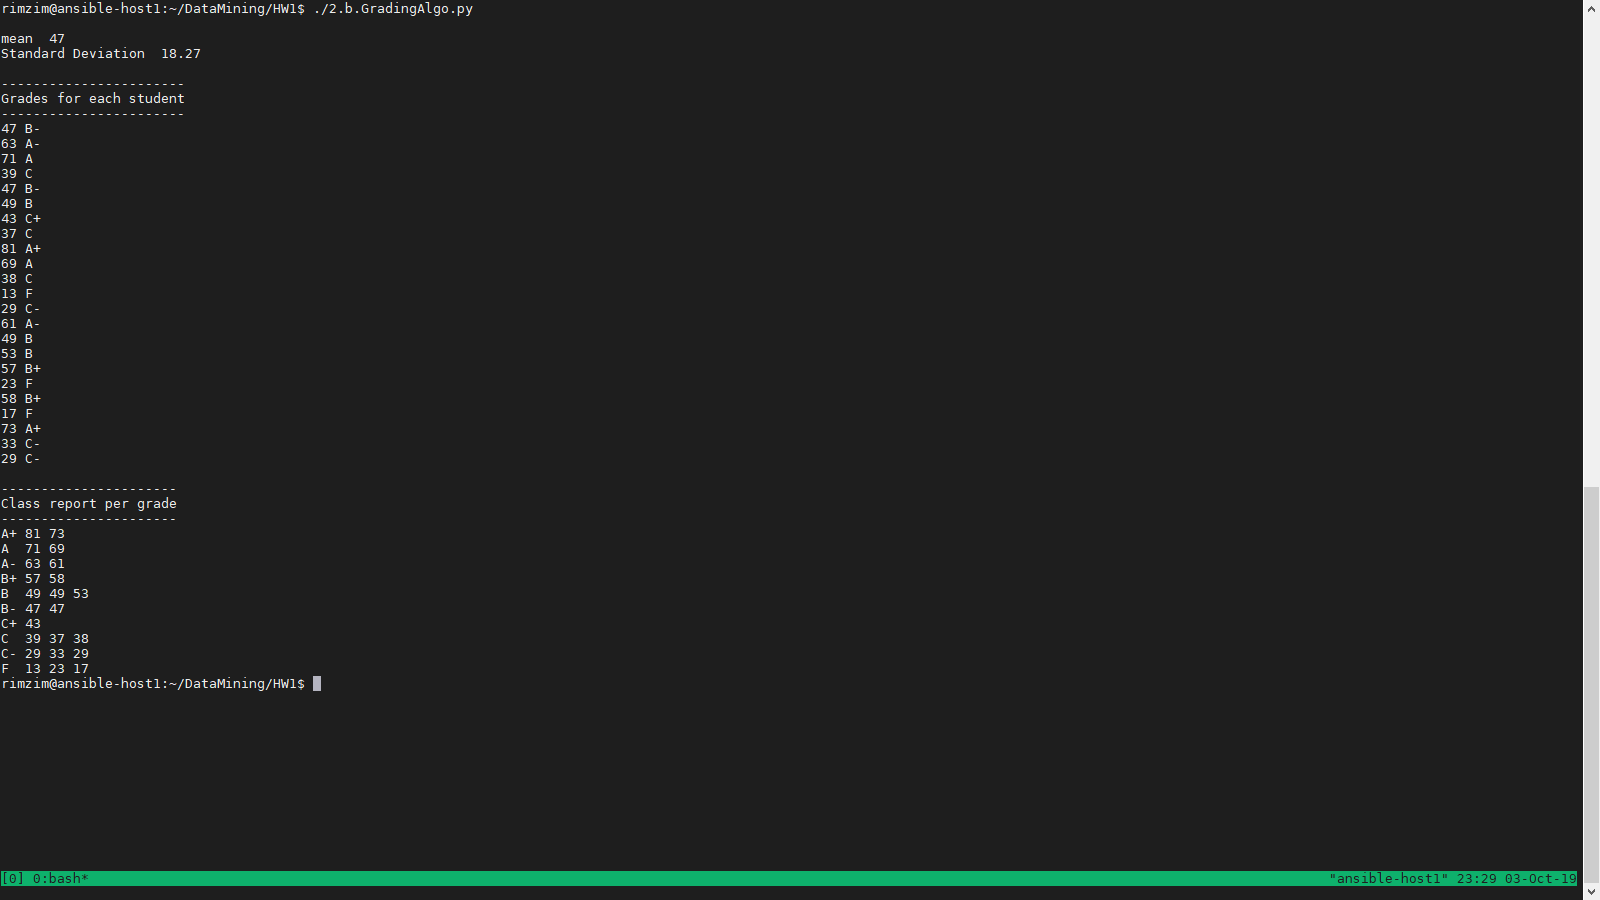 rimzim@ansible-host1:~/DataMining/HW1$ ./2.b.GradingAlgo.py
mean  47
Standard Deviation  18.27
-----------------------
Grades for each student
-----------------------
47 B-
63 A-
71 A
39 C
47 B-
49 B
43 C+
37 C
81 A+
69 A
38 C
13 F
29 C-
61 A-
49 B
53 B
57 B+
23 F
58 B+
17 F
73 A+
33 C-
29 C-
----------------------
Class report per grade
----------------------
A+ 81 73
A  71 69
A- 63 61
B+ 57 58
B  49 49 53
B- 47 47
C+ 43
C  39 37 38
C- 29 33 29
F  13 23 17
rimzim@ansible-host1:~/DataMining/HW1$
[0] 0:bash* "ansible-host1" 23:29 03-Oct-19